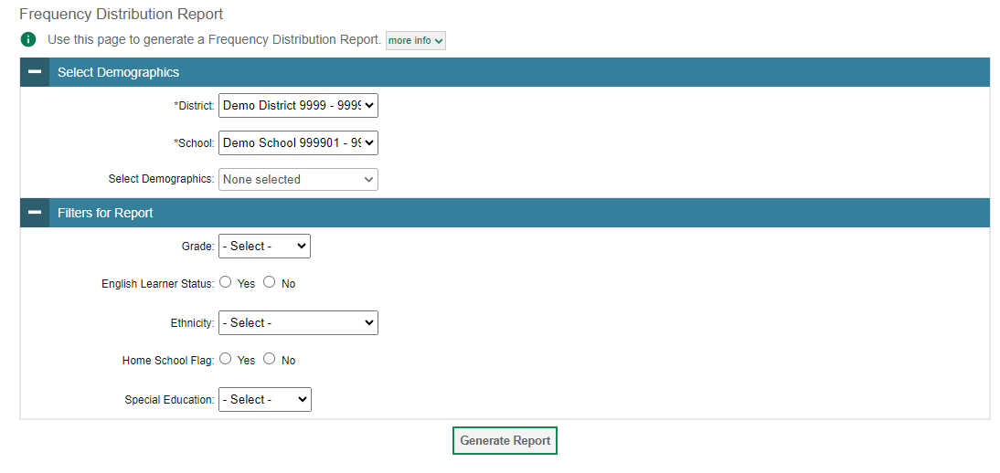 Frequency Distribution Report
Use this page to generate a Frequency Distribution Report. more info
Select Demographics
*District: Demo District 9999 - 999
*School: Demo School 999901 - 9
Select Demographics: None selected
Filters for Report
Grade: - Select -
English Learner Status: Yes No
Ethnicity: - Select -
Home School Flag: Yes No
Special Education: - Select -
Generate Report